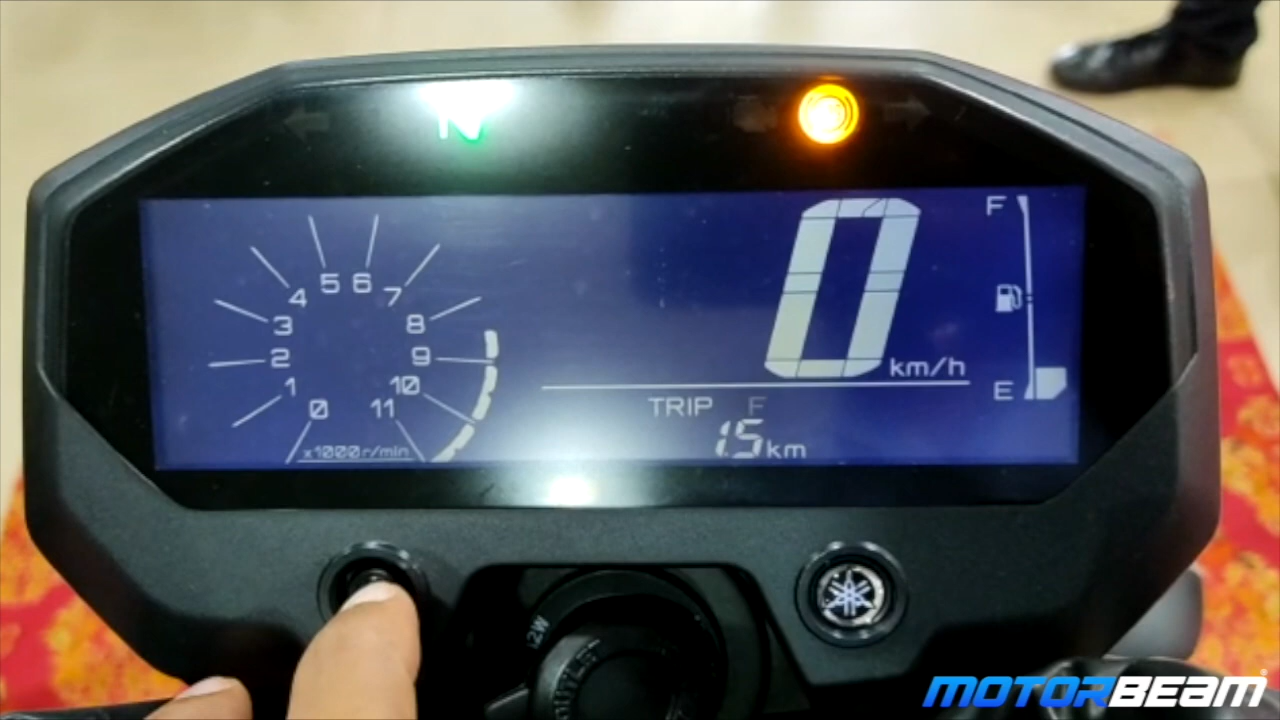 N
5 6
4 7
3 8
2 9
1 10
0 11
x1000r/min
0
km/h
F
E
TRIP F
1.5km
12V
MOTORBEAM